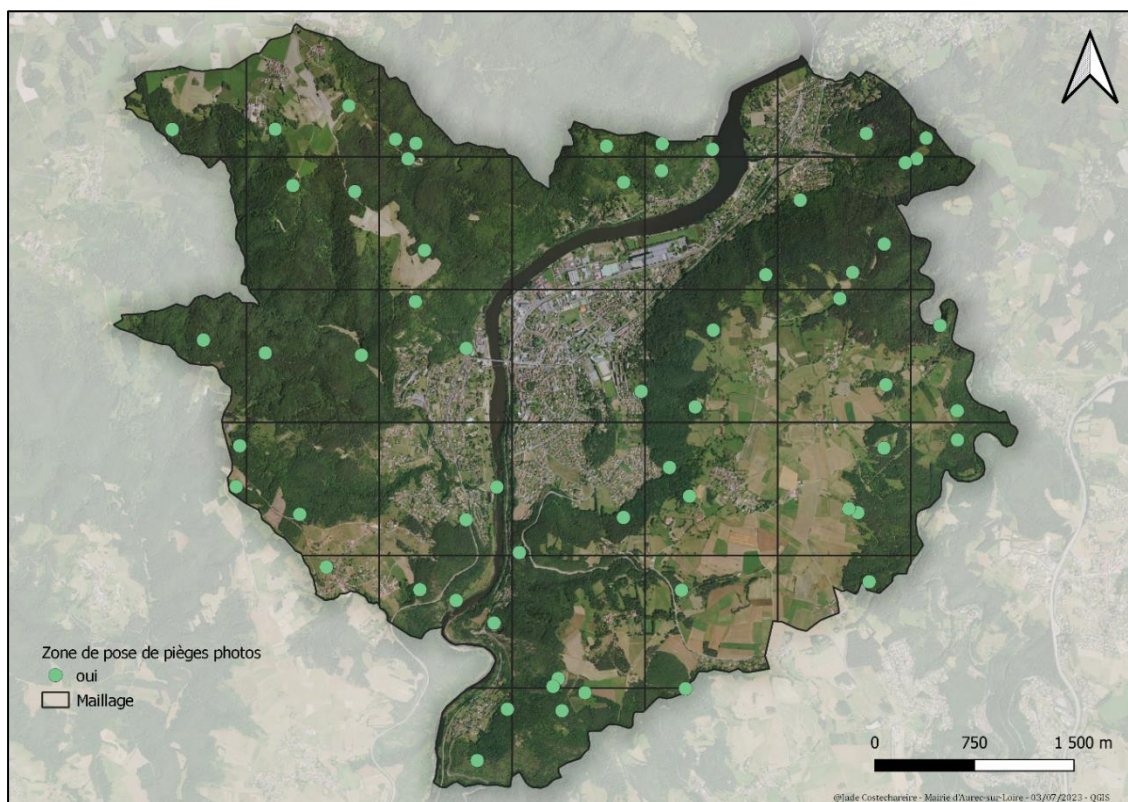 Zone de pose de pièges photos
oui
Maillage
0 750 1 500 m
@Jade Costechareire - Mairie d'Aurec-sur-Loire - 03/07/2023 - QGIS